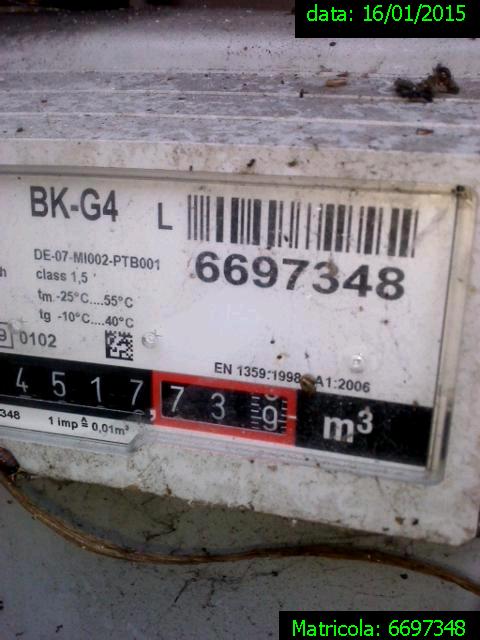 data: 16/01/2015
BK-G4
L
6697348
DE-07-MI002-PTB001
class 1,5
tm -25°C....55°C
tg -10°C....40°C
0102
EN 1359:1998 A1:2006
4517,739 m³
348
1 imp ≙ 0,01m³
Matricola: 6697348